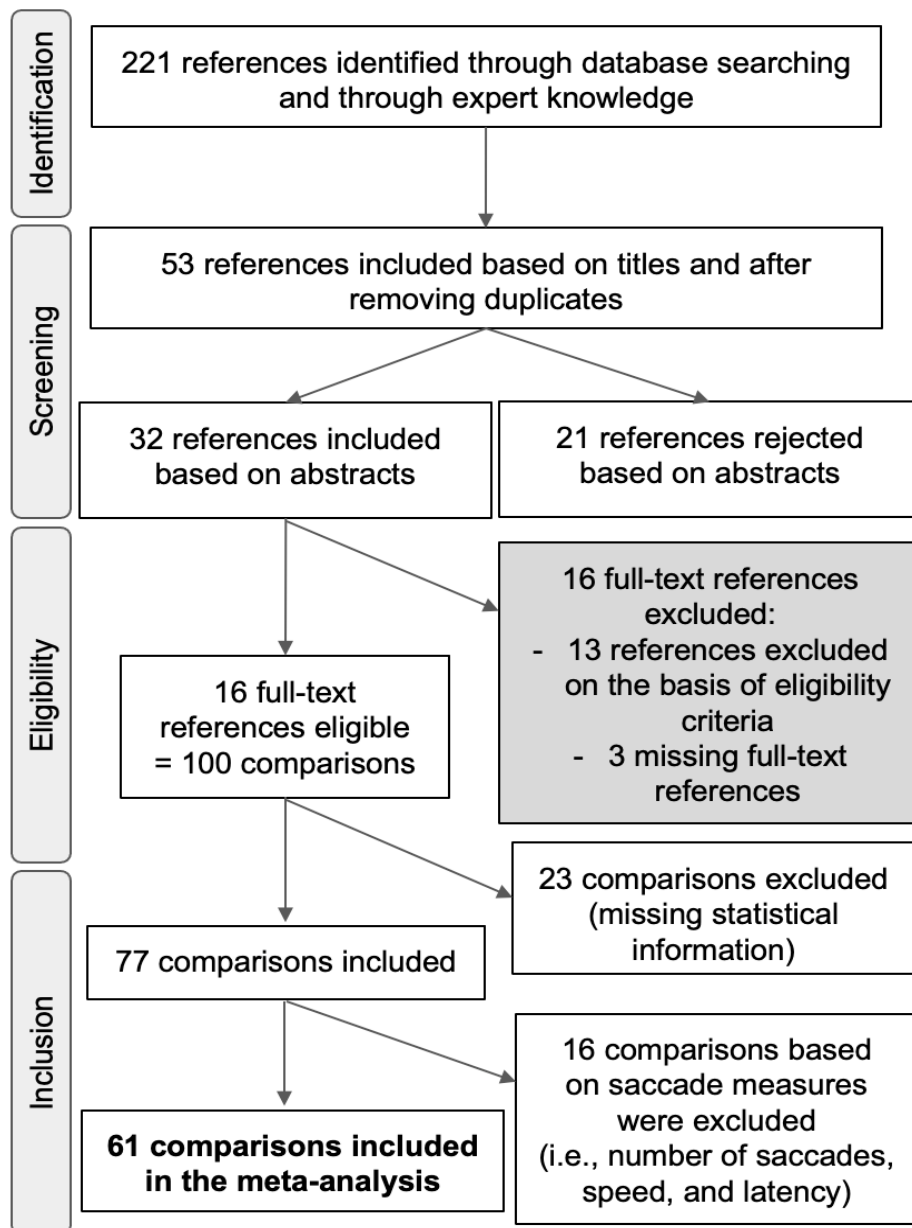 Identification
221 references identified through database searching
and through expert knowledge
Screening
53 references included based on titles and after
removing duplicates
32 references included
based on abstracts
21 references rejected
based on abstracts
Eligibility
16 full-text references
excluded:
- 13 references excluded
on the basis of eligibility
criteria
- 3 missing full-text
references
16 full-text
references eligible
= 100 comparisons
Inclusion
23 comparisons excluded
(missing statistical
information)
77 comparisons included
16 comparisons based
on saccade measures
were excluded
(i.e., number of saccades,
speed, and latency)
61 comparisons included
in the meta-analysis